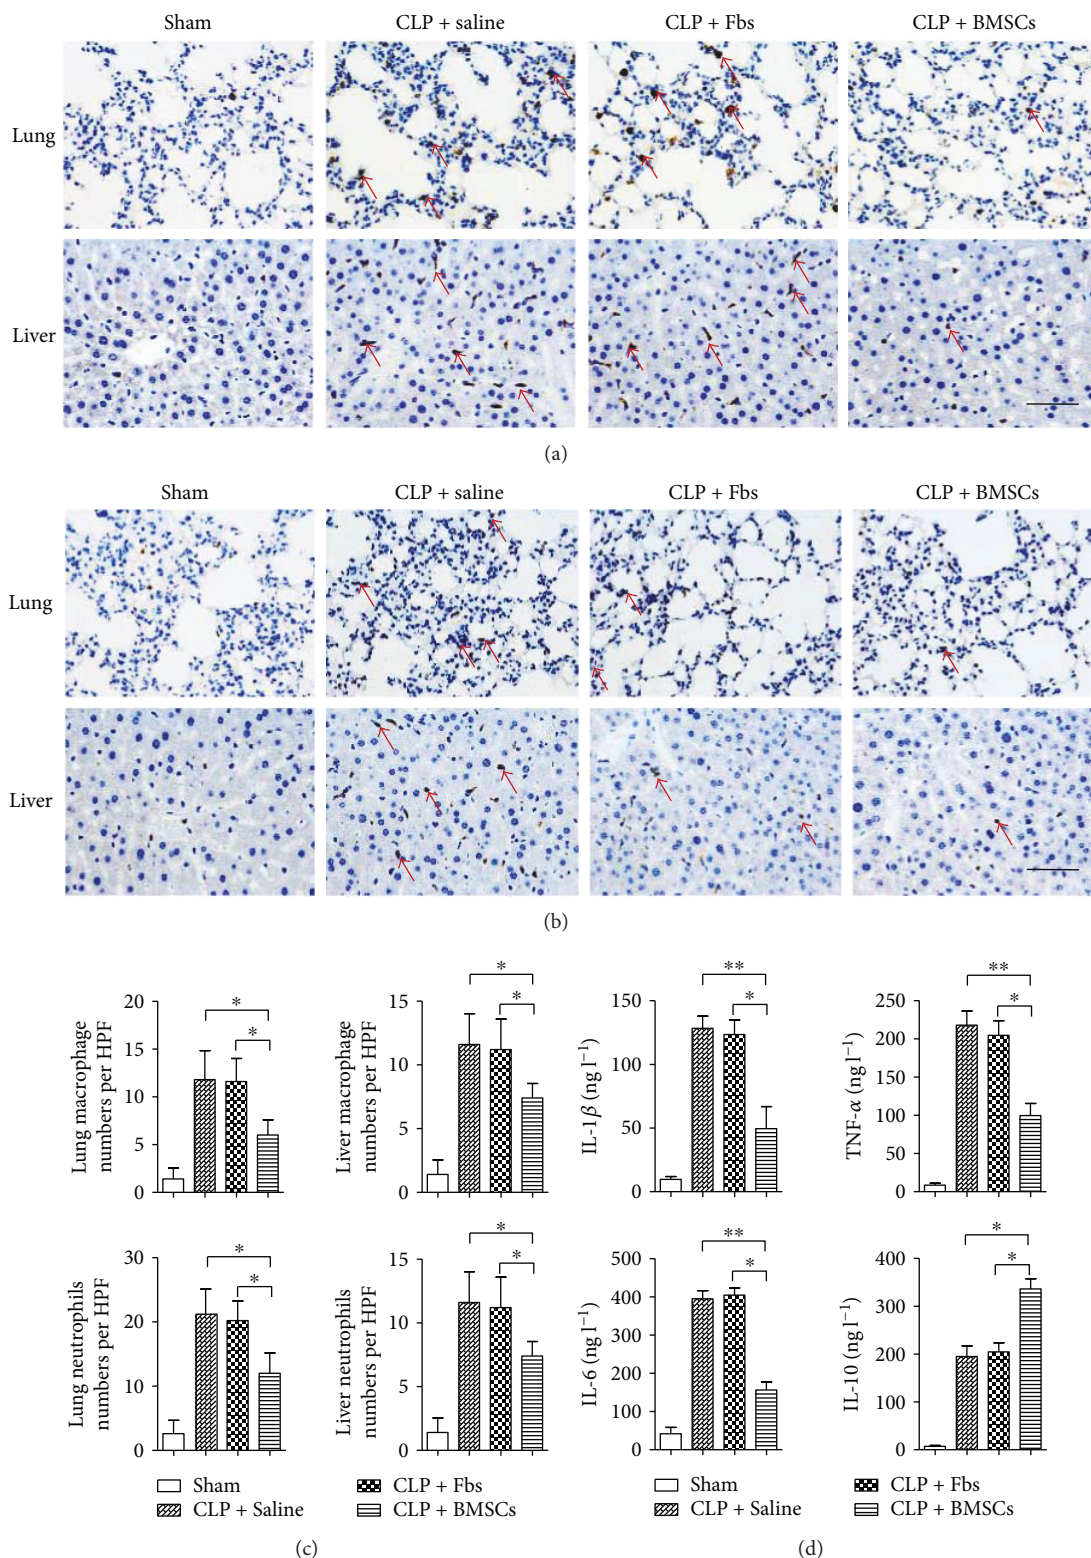 Sham CLP + saline CLP + Fbs CLP + BMSCs
Lung
Liver
(a)
Sham CLP + saline CLP + Fbs CLP + BMSCs
Lung
Liver
(b)
Lung macrophage
numbers per HPF
20
15
10
5
0
*
*
Liver macrophage
numbers per HPF
15
10
5
0
*
*
IL-1β (ng l⁻¹)
150
100
50
0
**
*
TNF-α (ng l⁻¹)
250
200
150
100
50
0
**
*
Lung neutrophils
numbers per HPF
30
20
10
0
*
*
Liver neutrophils
numbers per HPF
15
10
5
0
*
*
IL-6 (ng l⁻¹)
500
400
300
200
100
0
**
*
IL-10 (ng l⁻¹)
400
300
200
100
0
*
*
Sham CLP + Fbs
CLP + Saline CLP + BMSCs
Sham CLP + Fbs
CLP + Saline CLP + BMSCs
(c) (d)